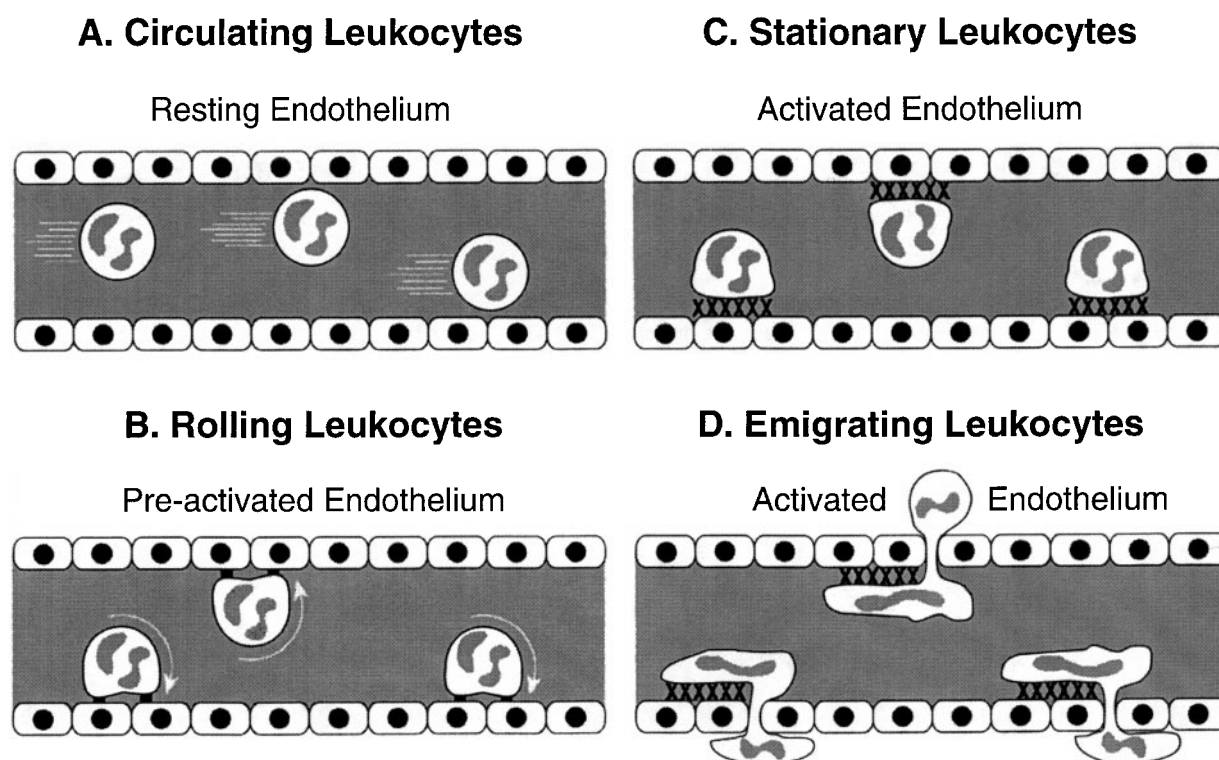 A. Circulating Leukocytes
Resting Endothelium
B. Rolling Leukocytes
Pre-activated Endothelium
C. Stationary Leukocytes
Activated Endothelium
D. Emigrating Leukocytes
Activated Endothelium